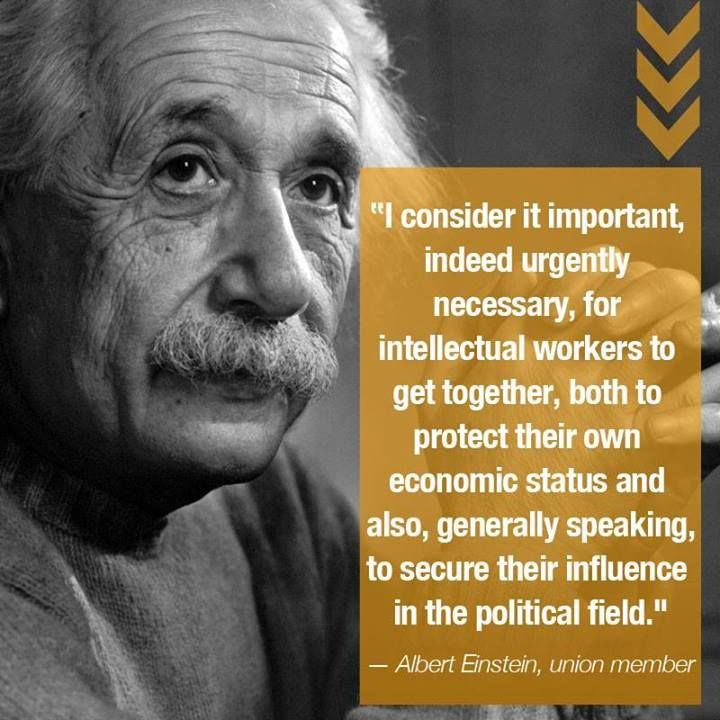 "I consider it important,
indeed urgently
necessary, for
intellectual workers to
get together, both to
protect their own
economic status and
also, generally speaking,
to secure their influence
in the political field."
— Albert Einstein, union member